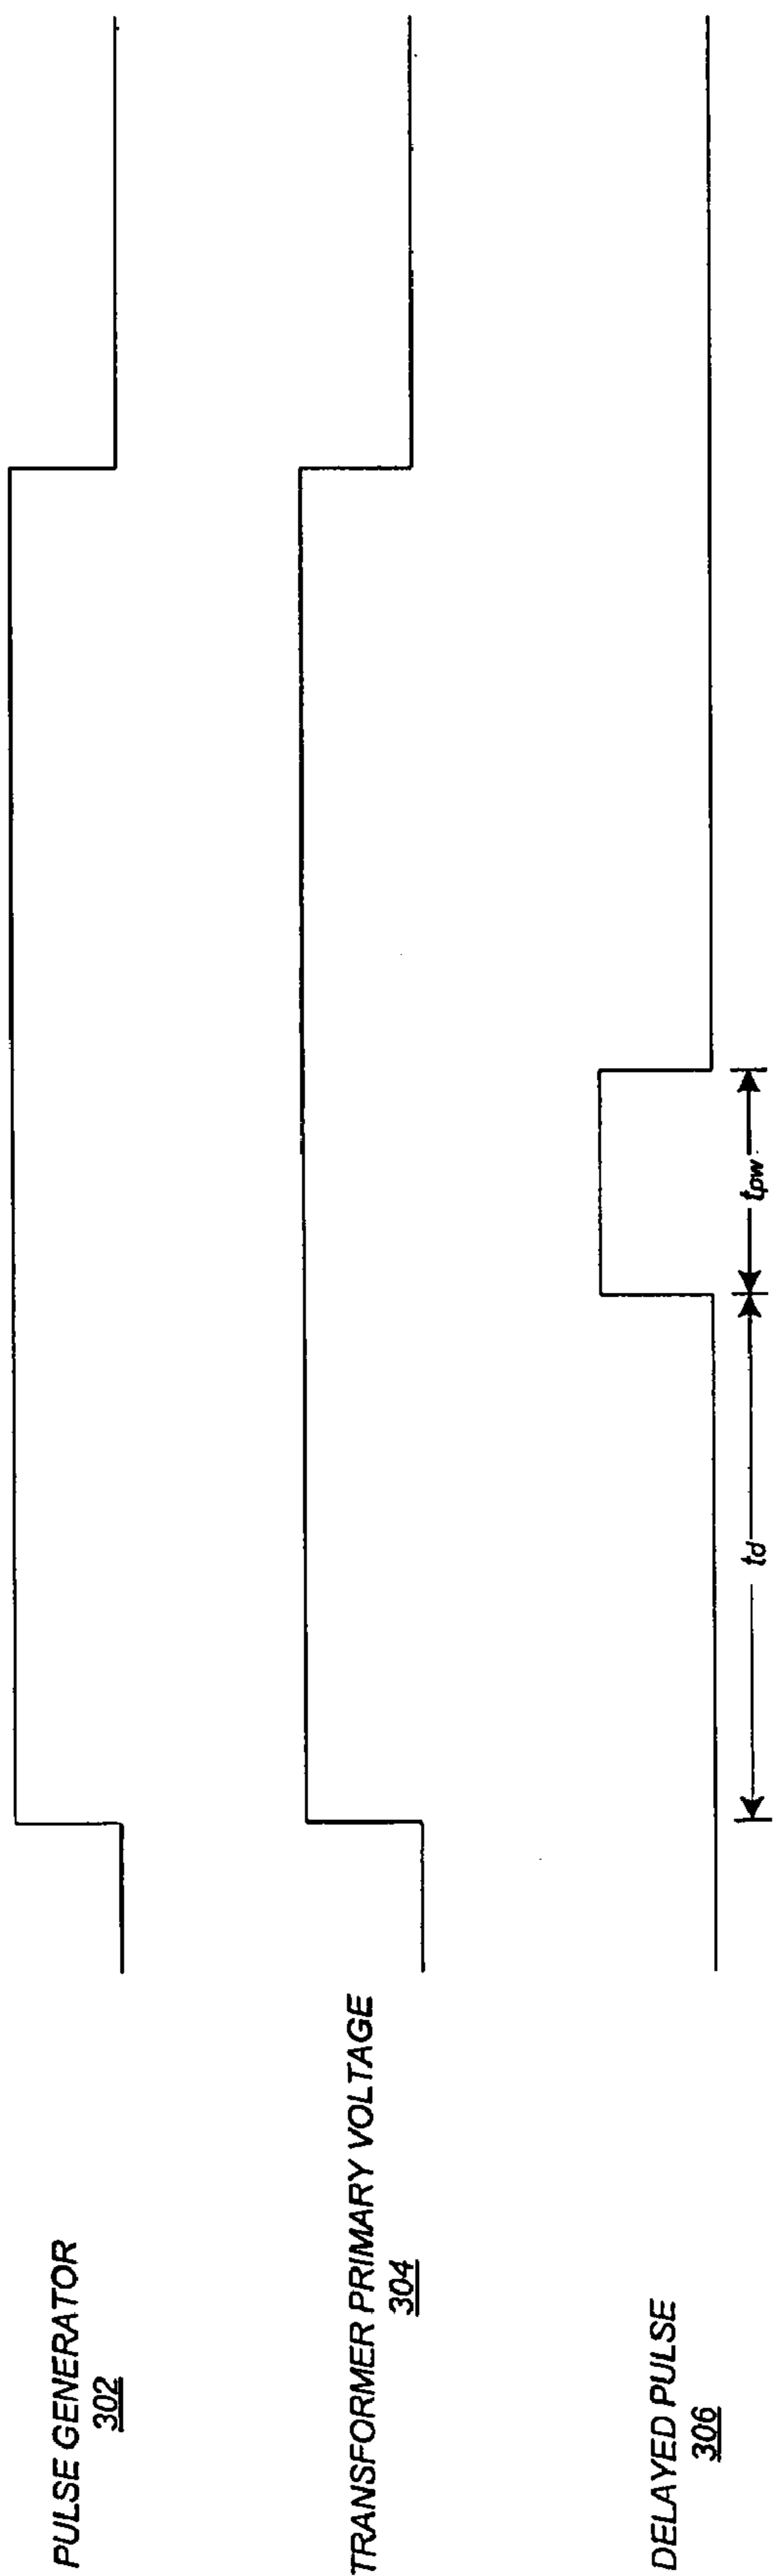 PULSE GENERATOR
302
TRANSFORMER PRIMARY VOLTAGE
304
DELAYED PULSE
306
td
tpw